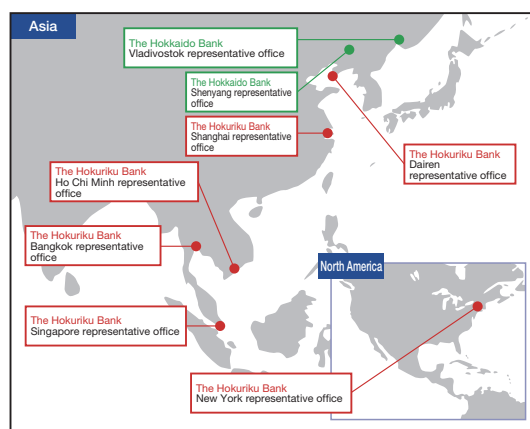 Asia
The Hokkaido Bank
Vladivostok representative office
The Hokkaido Bank
Shenyang representative
office
The Hokuriku Bank
Shanghai representative
office
The Hokuriku Bank
Dairen
representative office
The Hokuriku Bank
Ho Chi Minh representative
office
The Hokuriku Bank
Bangkok representative
office
North America
The Hokuriku Bank
Singapore representative office
The Hokuriku Bank
New York representative office